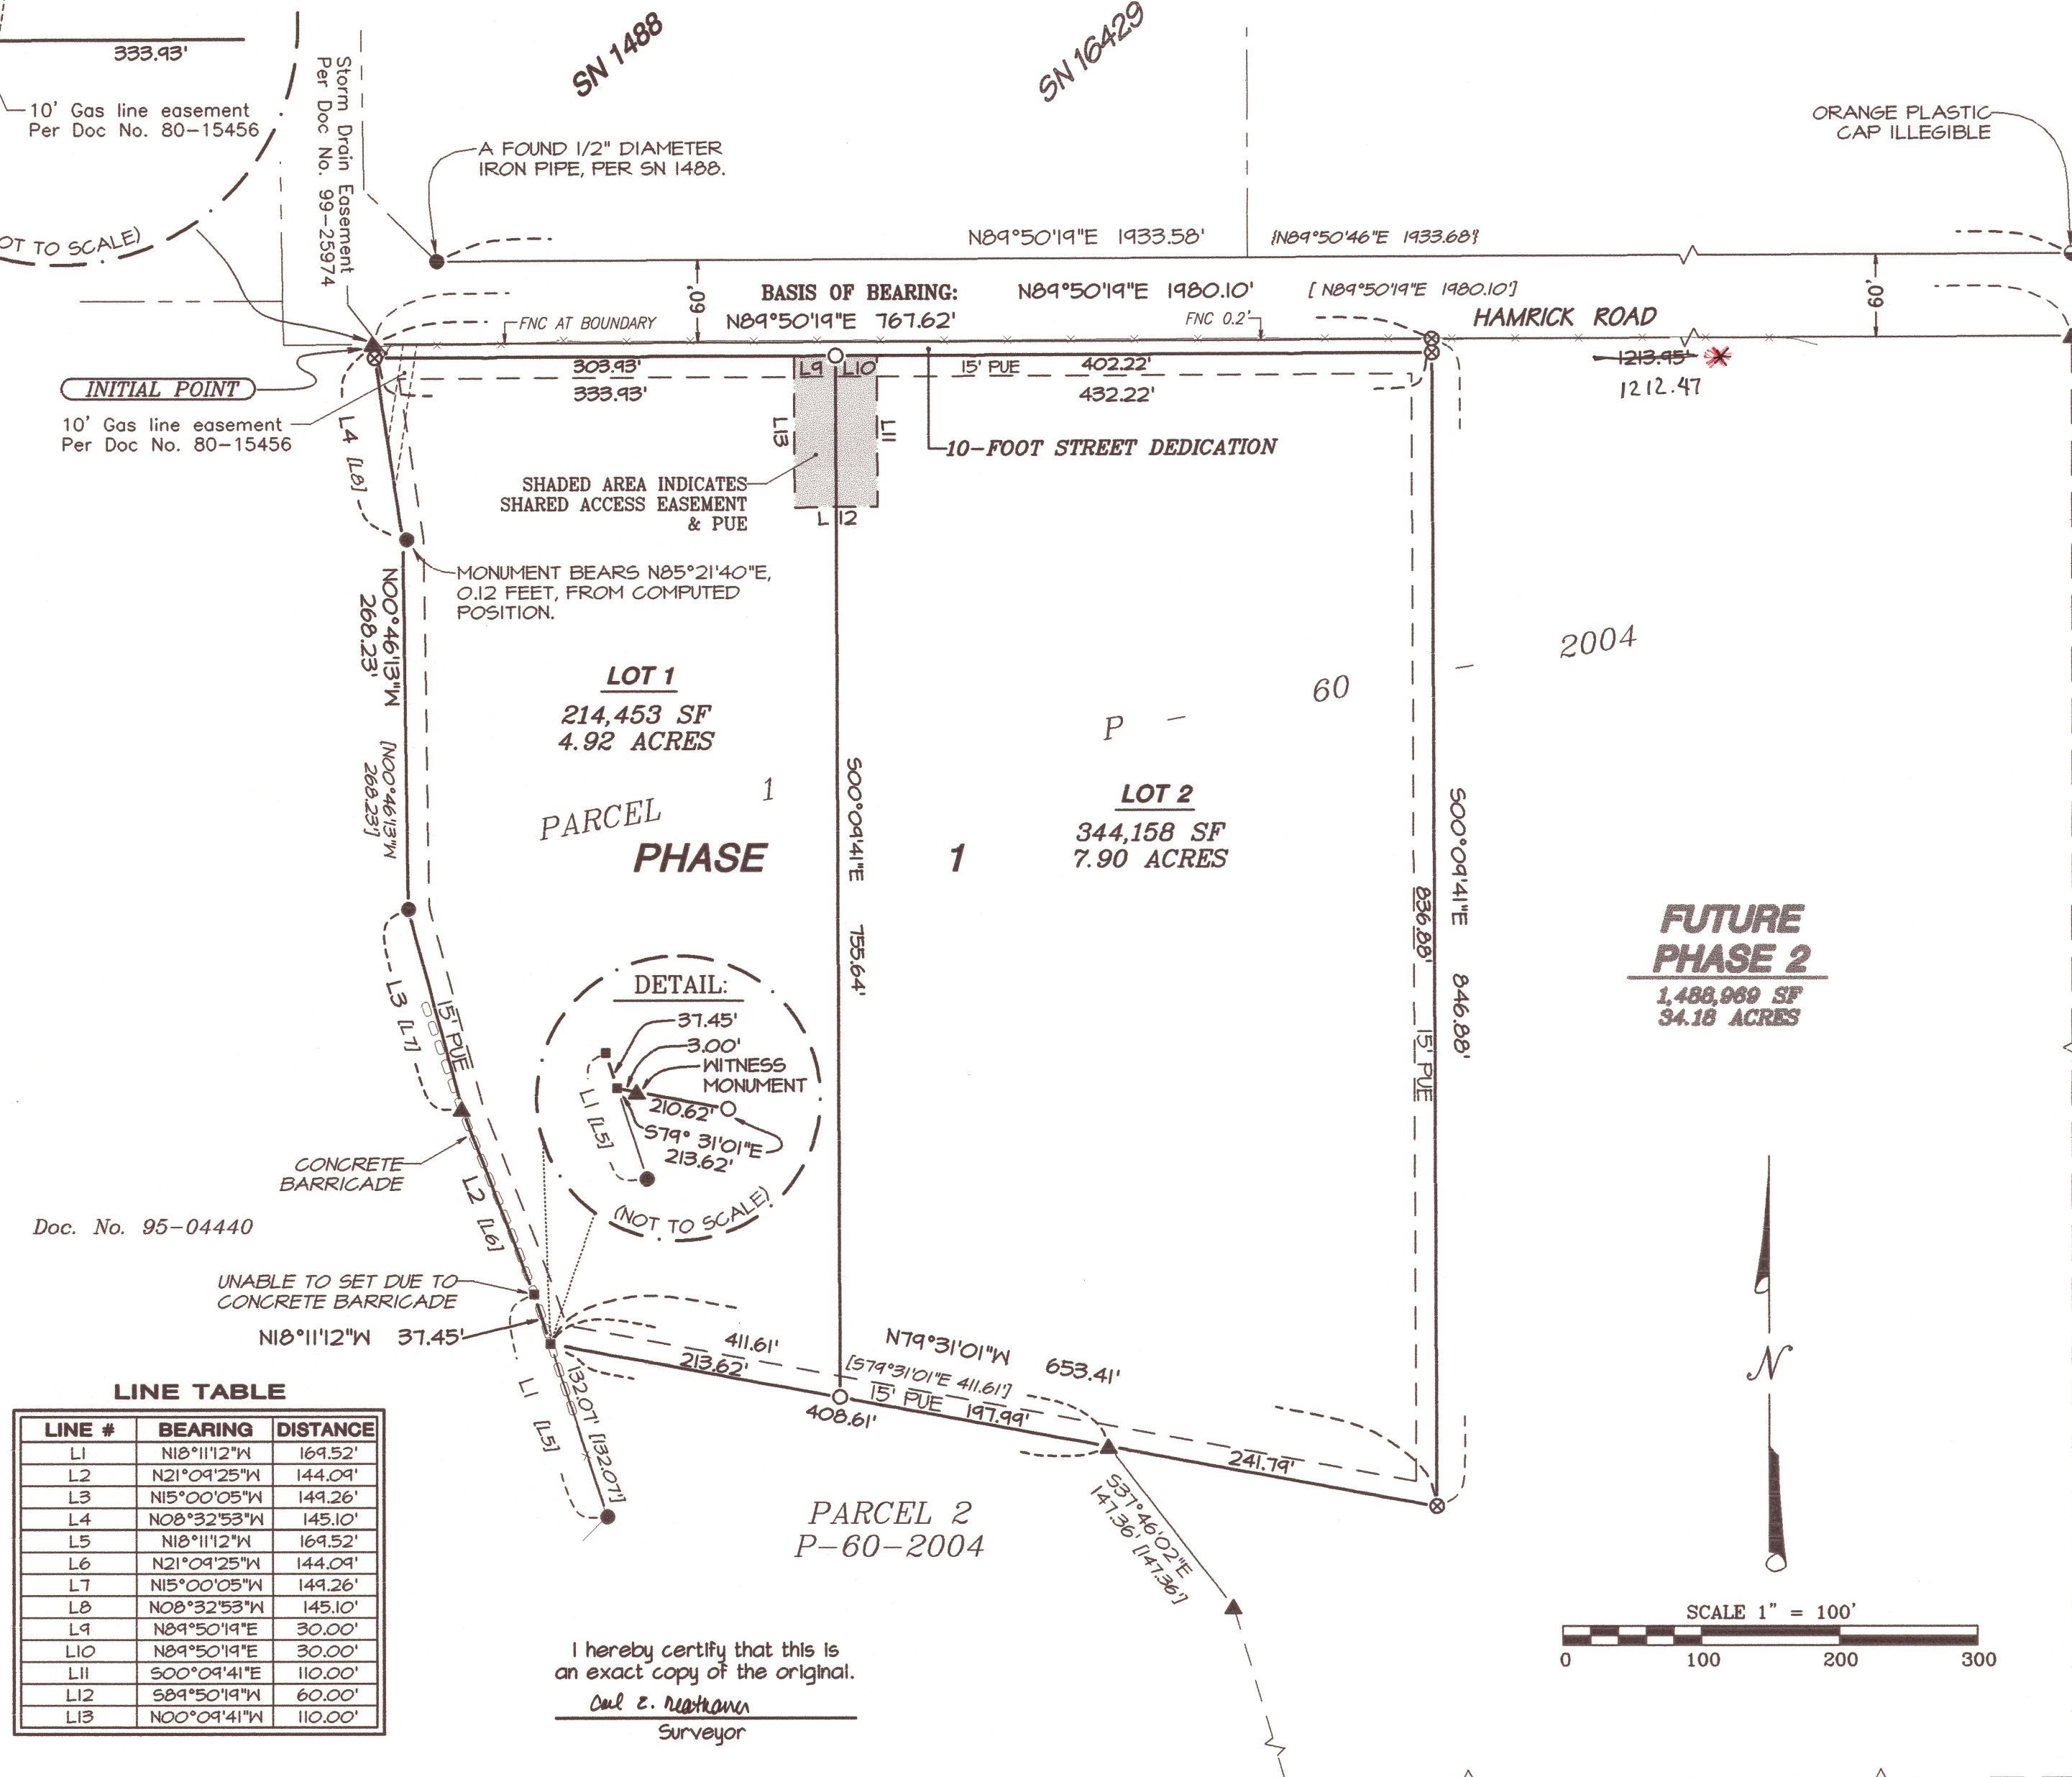 333.93'
10' Gas line easement
Per Doc No. 80-15456
OT TO SCALE)
Storm Drain Easement
Per Doc No. 99-25974
SN 1488
SN 16429
A FOUND 1/2" DIAMETER
IRON PIPE, PER SN 1488.
ORANGE PLASTIC
CAP ILLEGIBLE
N89°50'19"E 1933.58'
{N89°50'46"E 1933.68}
60'
BASIS OF BEARING:
N89°50'19"E 1980.10'
[ N89°50'19"E 1980.10']
60'
FNC AT BOUNDARY
N89°50'19"E 767.62'
FNC 0.2'
HAMRICK ROAD
1213.95'
1212.47
INITIAL POINT
303.93'
L9
L10
15' PUE
402.22'
333.93'
432.22'
10' Gas line easement
Per Doc No. 80-15456
L4 [L8]
L13
L11
10-FOOT STREET DEDICATION
SHADED AREA INDICATES
SHARED ACCESS EASEMENT
& PUE
L 12
MONUMENT BEARS N85°21'40"E,
0.12 FEET, FROM COMPUTED
POSITION.
N00°46'13"W
268.23'
[N00°46'13"W
268.23']
LOT 1
214,453 SF
4.92 ACRES
P - 60 - 2004
PARCEL 1
LOT 2
344,158 SF
7.90 ACRES
PHASE 1
S00°09'41"E 755.64'
S00°09'41"E 846.88'
836.88'
15' PUE
FUTURE
PHASE 2
1,488,969 SF
34.18 ACRES
L3 [L7]
15' PUE
DETAIL:
37.45'
3.00'
WITNESS
MONUMENT
210.62'
L1 [L5]
S79° 31'01"E
213.62'
(NOT TO SCALE)
CONCRETE
BARRICADE
L2 [L6]
Doc. No. 95-04440
UNABLE TO SET DUE TO
CONCRETE BARRICADE
N18°11'12"W 37.45'
411.61'
213.62'
N79°31'01"W 653.41'
[S79°31'01"E 411.61']
15' PUE 197.99'
408.61'
241.79'
L1 [L5]
132.07' [132.07']
S37°46'02"E
147.36' [147.36']
PARCEL 2
P-60-2004
N
SCALE 1" = 100'
0 100 200 300
LINE TABLE
LINE # BEARING DISTANCE
L1 N18°11'12"W 169.52'
L2 N21°09'25"W 144.09'
L3 N15°00'05"W 149.26'
L4 N08°32'53"W 145.10'
L5 N18°11'12"W 169.52'
L6 N21°09'25"W 144.09'
L7 N15°00'05"W 149.26'
L8 N08°32'53"W 145.10'
L9 N89°50'19"E 30.00'
L10 N89°50'19"E 30.00'
L11 S00°09'41"E 110.00'
L12 S89°50'19"W 60.00'
L13 N00°09'41"W 110.00'
I hereby certify that this is
an exact copy of the original.
Surveyor